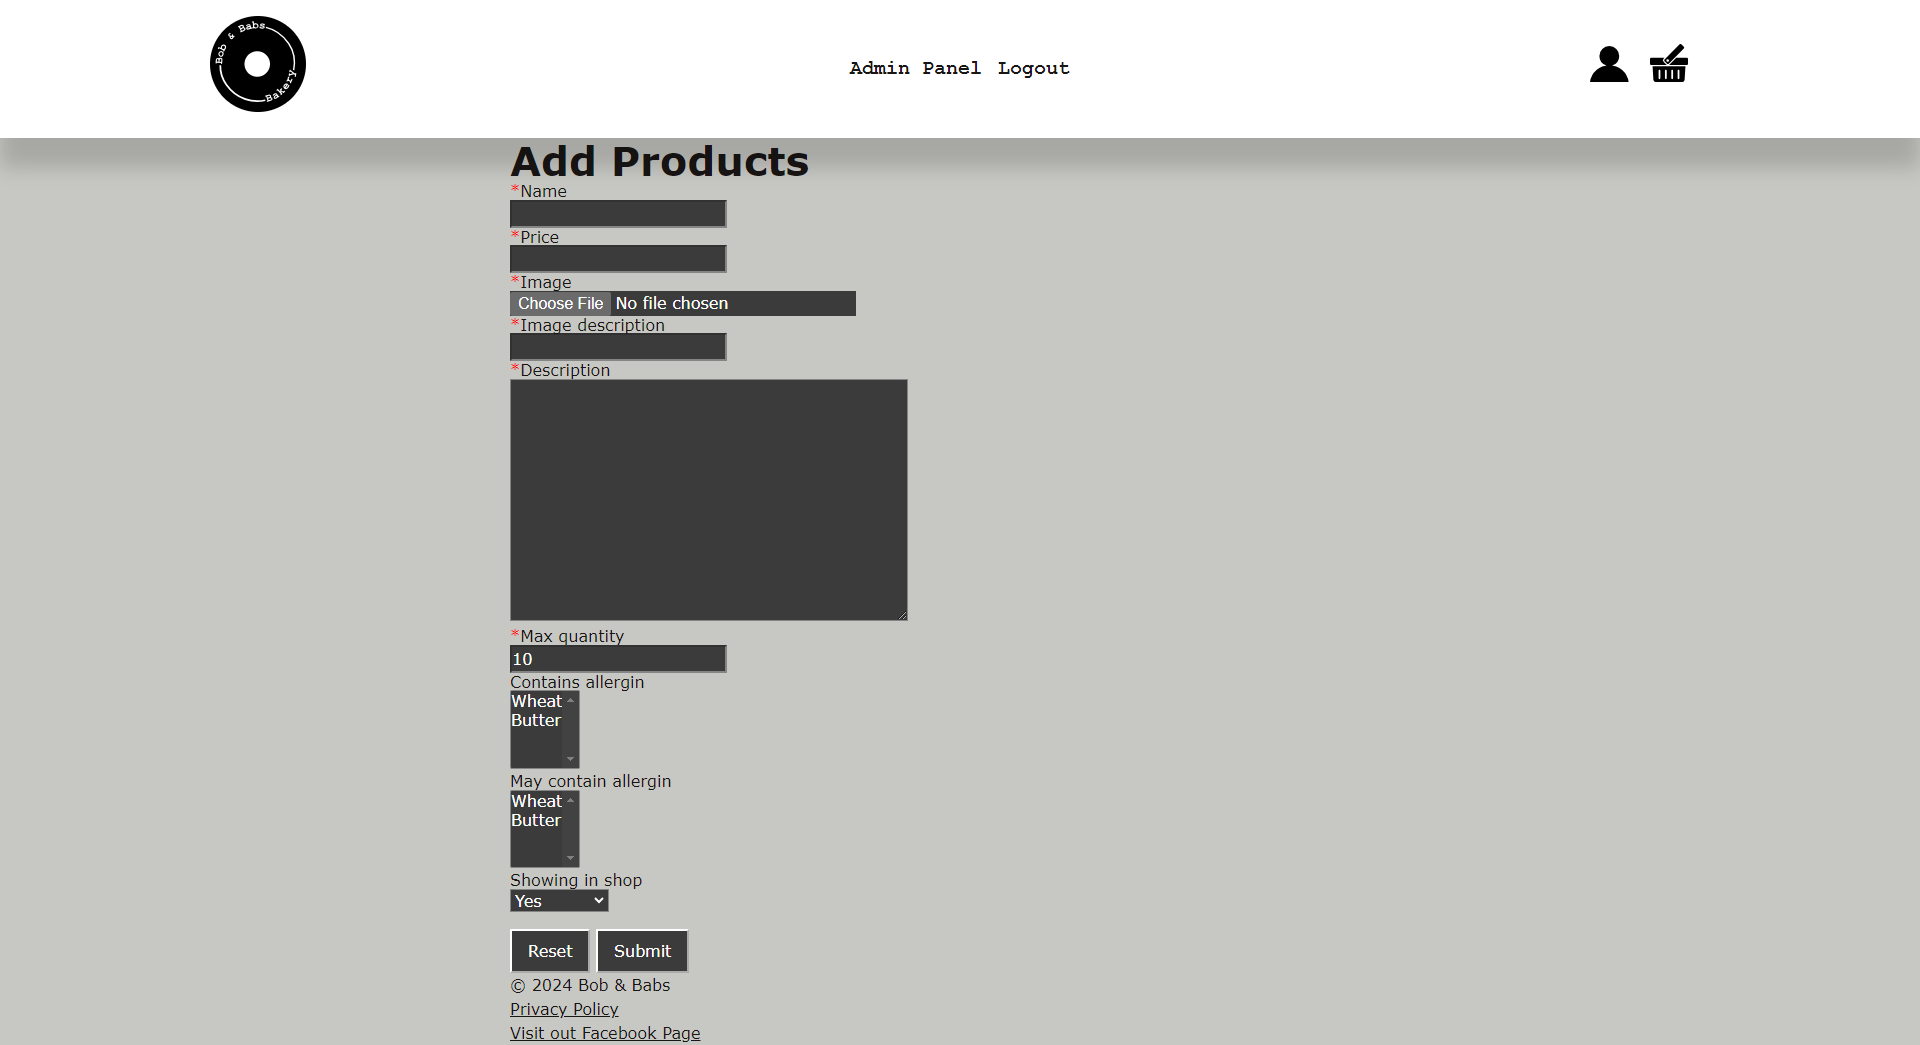 Bob & Babs
Bakery
Admin Panel Logout
Add Products
*Name
*Price
*Image
Choose File No file chosen
*Image description
*Description
*Max quantity
10
Contains allergin
Wheat
Butter
May contain allergin
Wheat
Butter
Showing in shop
Yes
Reset Submit
© 2024 Bob & Babs
Privacy Policy
Visit out Facebook Page